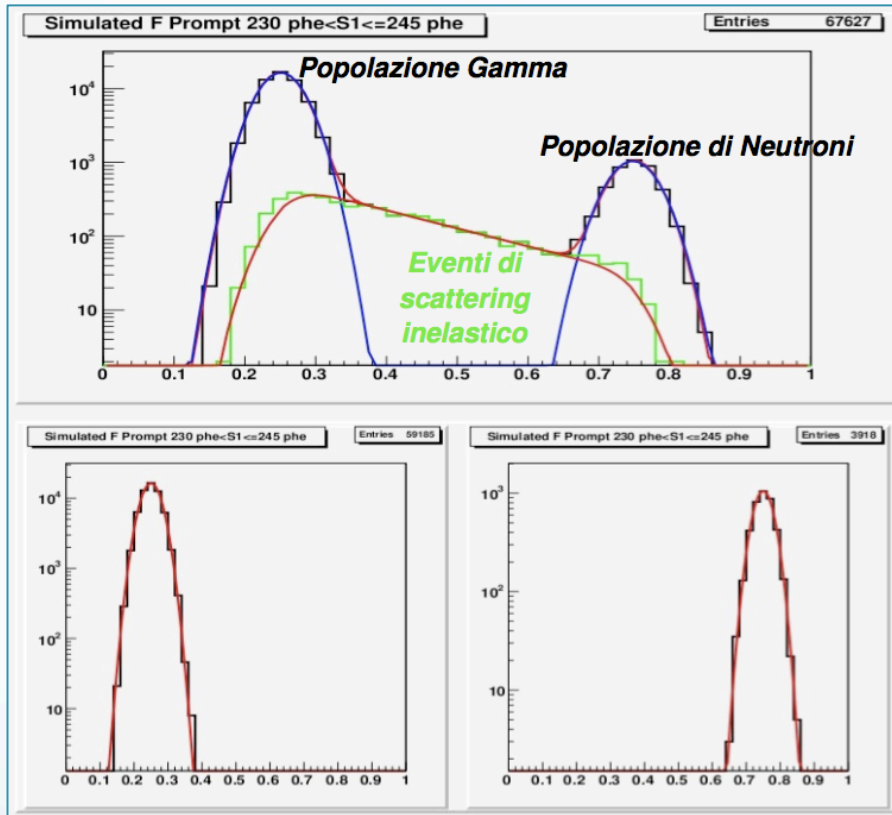 Simulated F Prompt 230 phe<S1<=245 phe
Entries 67627
Popolazione Gamma
Popolazione di Neutroni
Eventi di
scattering
inelastico
10⁴
10³
10²
10
0 0.1 0.2 0.3 0.4 0.5 0.6 0.7 0.8 0.9 1
Simulated F Prompt 230 phe<S1<=245 phe
Entries 59185
10⁴
10³
10²
10
0 0.1 0.2 0.3 0.4 0.5 0.6 0.7 0.8 0.9 1
Simulated F Prompt 230 phe<S1<=245 phe
Entries 3918
10³
10²
10
0 0.1 0.2 0.3 0.4 0.5 0.6 0.7 0.8 0.9 1